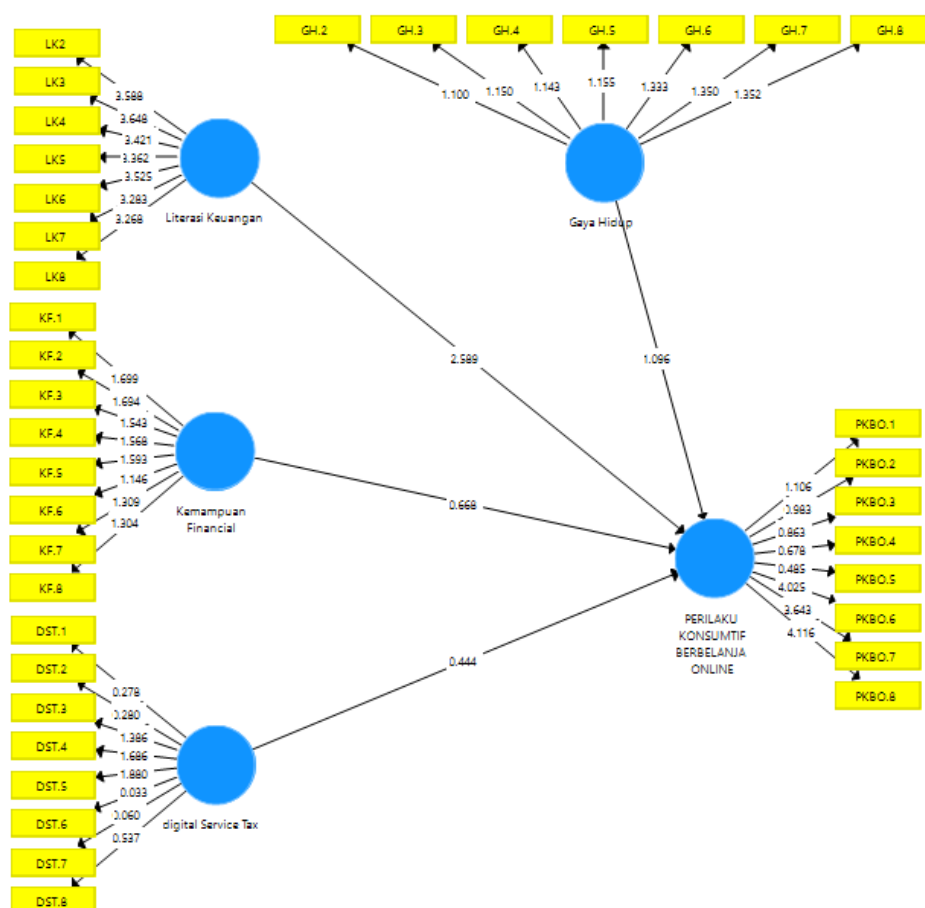 GH.2
GH.3
GH.4
GH.5
GH.6
GH.7
GH.8
1.100
1.150
1.143
1.155
1.333
1.350
1.352
LK2
LK3
LK4
LK5
LK6
LK7
LK8
3.588
3.648
3.421
3.362
3.525
3.283
3.268
Literasi Keuangan
Gaya Hidup
KF.1
KF.2
KF.3
KF.4
KF.5
KF.6
KF.7
KF.8
1.699
1.694
1.543
1.568
1.593
1.146
1.309
1.304
Kemampuan
Financial
2.589
1.096
0.668
0.444
PKBO.1
PKBO.2
PKBO.3
PKBO.4
PKBO.5
PKBO.6
PKBO.7
PKBO.8
1.106
0.983
0.863
0.678
0.485
4.025
3.643
4.116
PERILAKU
KONSUMTIF
BERBELANJA
ONLINE
DST.1
DST.2
DST.3
DST.4
DST.5
DST.6
DST.7
DST.8
0.278
0.280
1.386
1.686
1.880
0.033
0.060
0.537
digital Service Tax